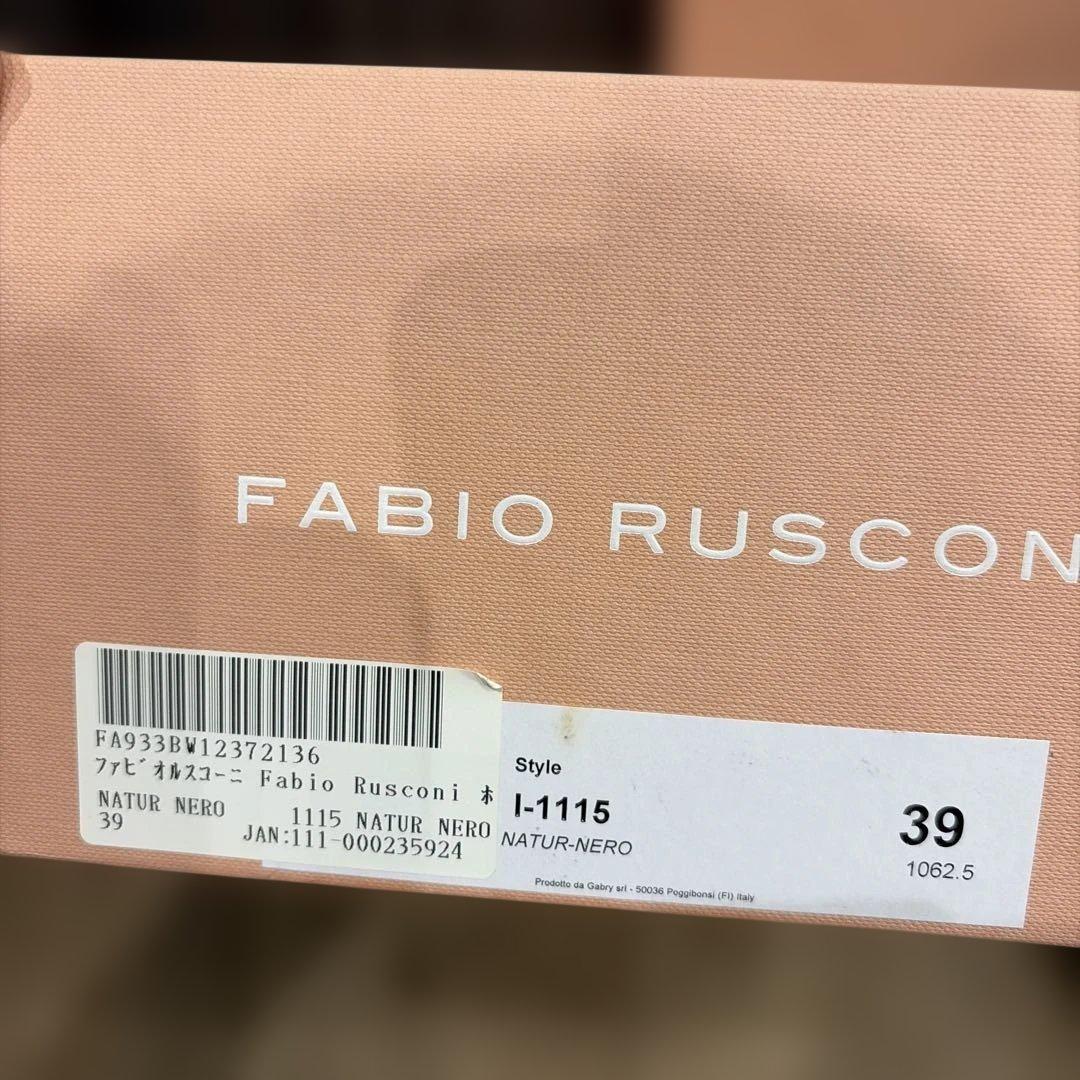 FABIO RUSCON
FA933BW12372136
ﾌｧﾋﾞｵﾙｽｺｰﾆ Fabio Rusconi ホ
NATUR NERO
1115 NATUR NERO
39
JAN:111-000235924
Style
I-1115
NATUR-NERO
39
1062.5
Prodotto da Gabry srl - 50036 Poggibonsi (FI) Italy